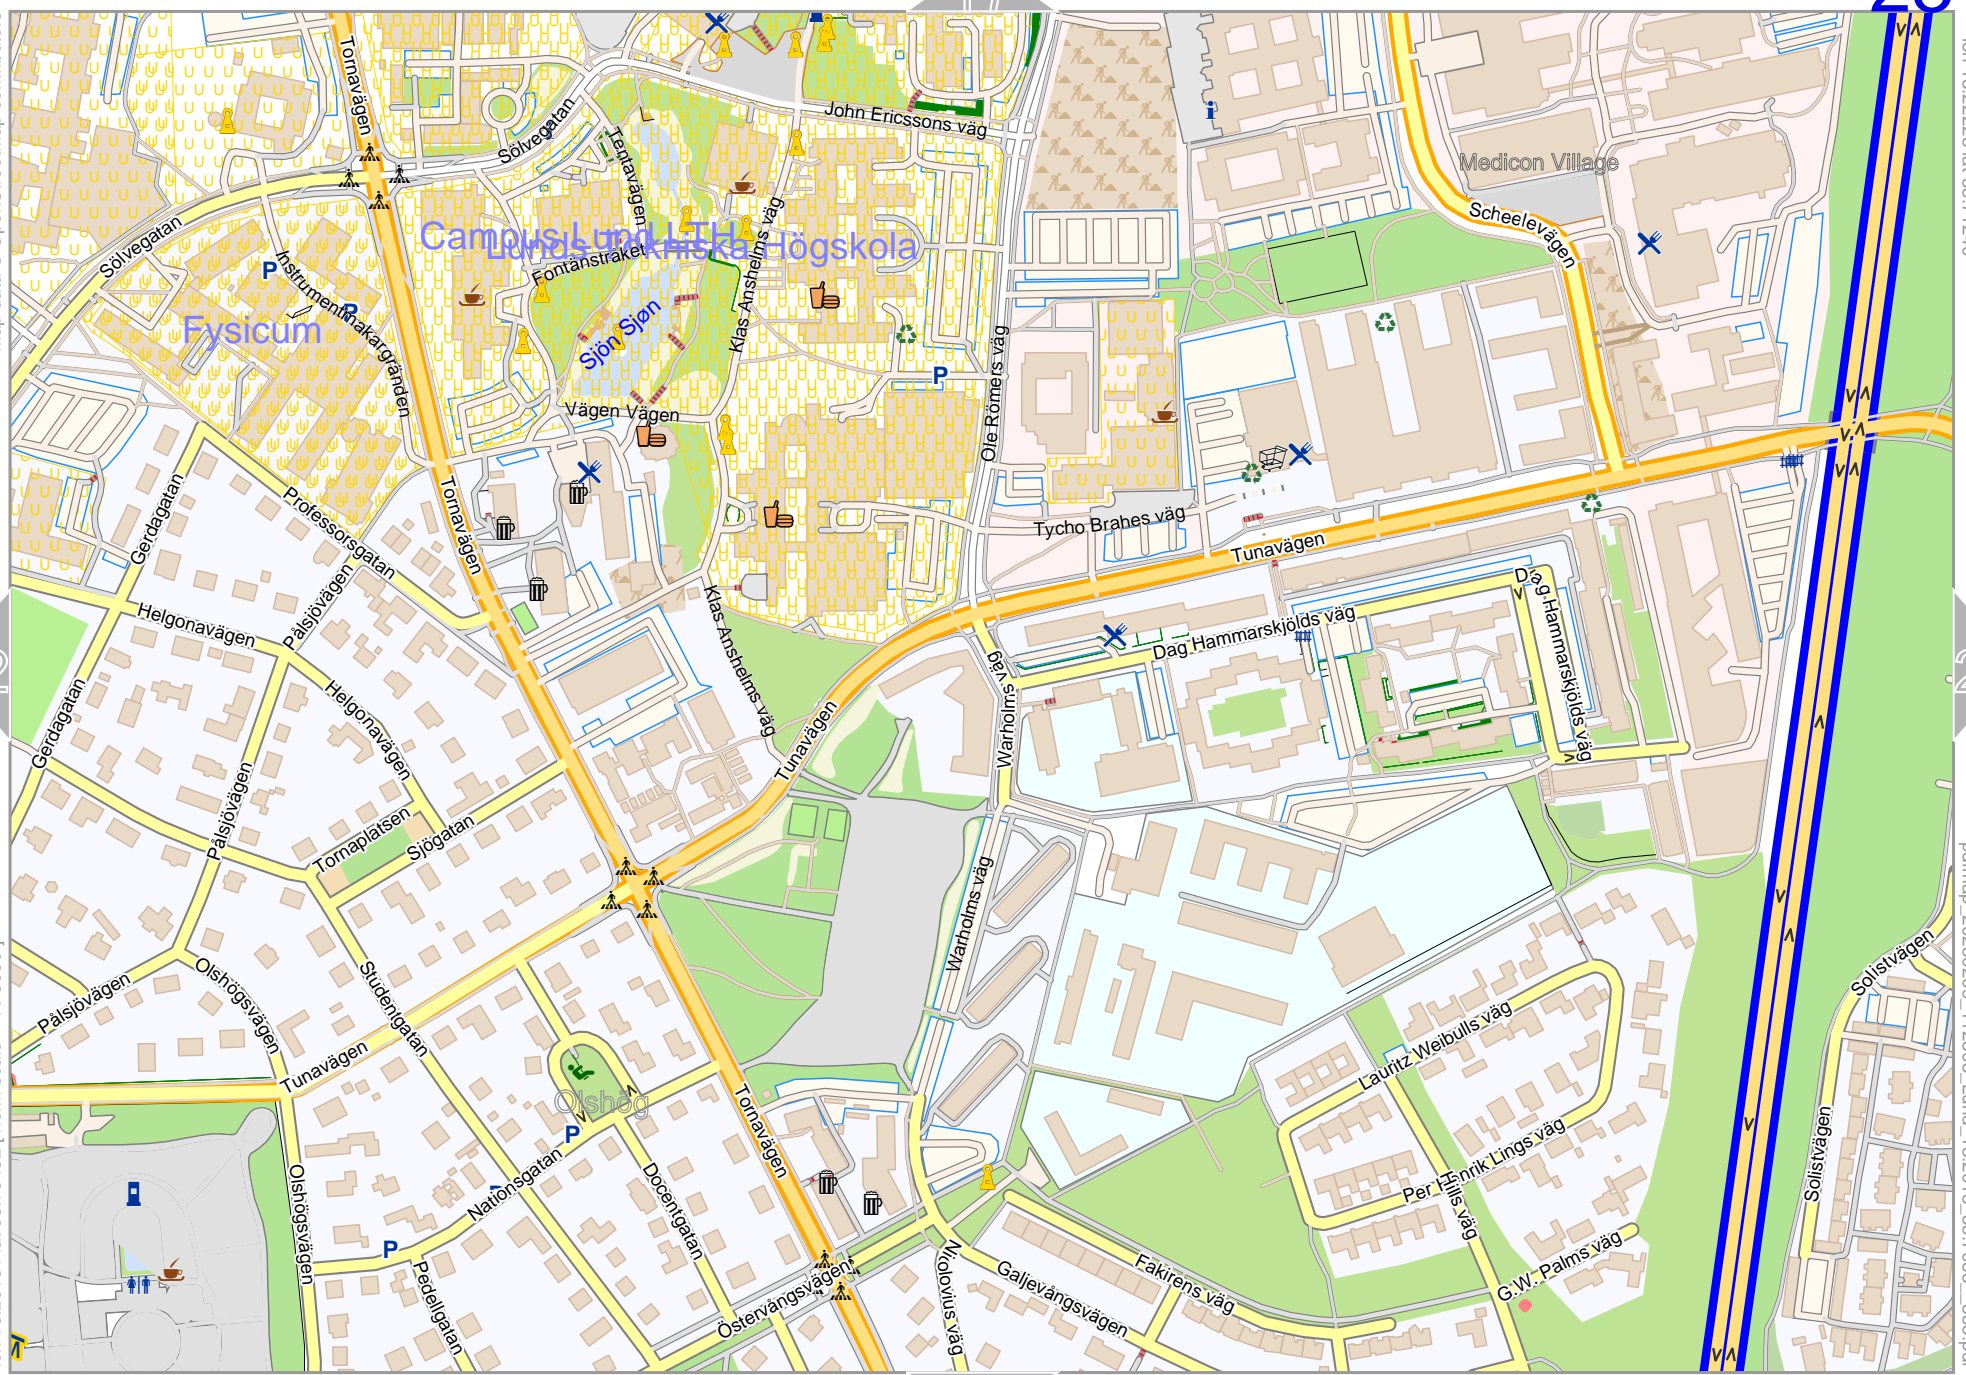 Tornavägen
Sölvegatan
Tentavägen
John Ericssons väg
Medicon Village
Scheelevägen
Sölvegatan
Campus Lund LTH
Lunds Tekniska Högskola
Fontänstråket
Klas Anshelms väg
Instrumentmakargränden
P
P
Fysicum
Sjön Sjøn
Ole Römers väg
P
Vägen Vägen
Tornavägen
Gerdagatan
Professorsgatan
Tycho Brahes väg
Tunavägen
Helgonavägen
Pålsjövägen
Klas Anshelms väg
Dag Hammarskjölds väg
Dag Hammarskjölds väg
Warholms väg
Gerdagatan
Helgonavägen
Pålsjövägen
Tunavägen
Tornaplatsen
Sjögatan
Warholms väg
Pålsjövägen
Olshögsvägen
Studentgatan
Tunavägen
Solistvägen
Lauritz Weibulls väg
Olshög
P
Tornavägen
Solistvägen
Olshögsvägen
Nationsgatan
Docentgatan
Per Henrik Lings väg
Hills väg
P
Pedellgatan
Östervångsvägen
Nicolovius väg
Galjevångsvägen
Fakirens väg
G.W. Palms väg